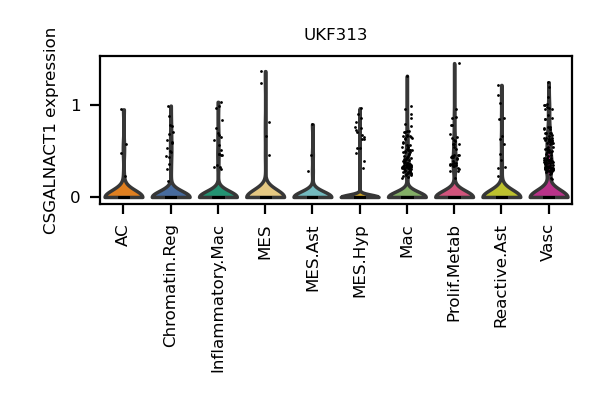 UKF313
CSGALNACT1 expression
1
0
AC
Chromatin.Reg
Inflammatory.Mac
MES
MES.Ast
MES.Hyp
Mac
Prolif.Metab
Reactive.Ast
Vasc